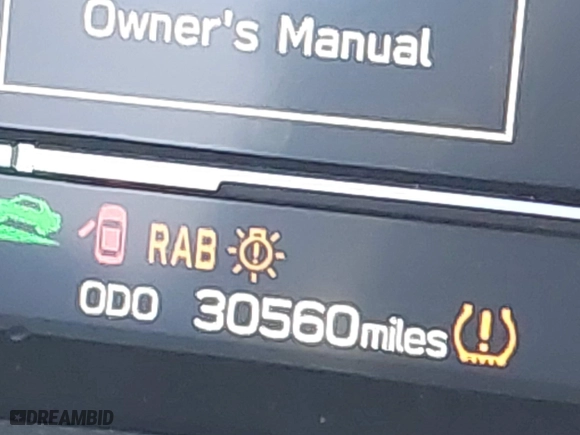 Owner's Manual
RAB
ODO 30560miles
DREAMBID